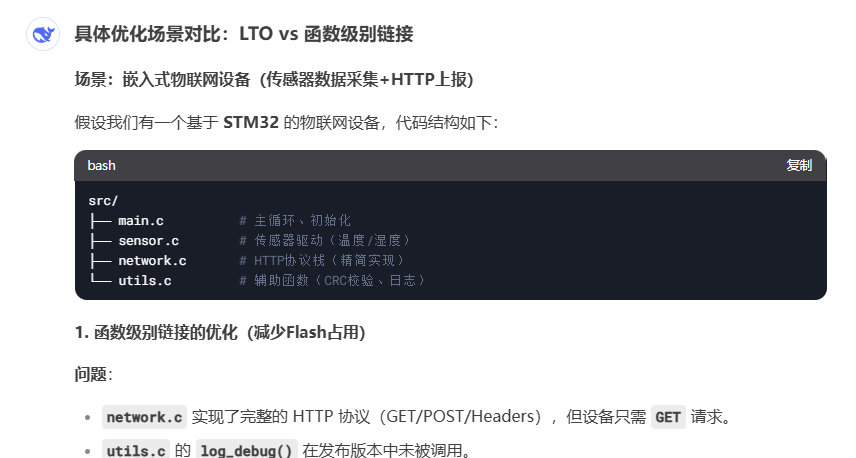 具体优化场景对比：LTO vs 函数级别链接
场景：嵌入式物联网设备（传感器数据采集+HTTP上报）
假设我们有一个基于 STM32 的物联网设备，代码结构如下：
bash 复制
src/
├── main.c # 主循环、初始化
├── sensor.c # 传感器驱动（温度/湿度）
├── network.c # HTTP协议栈（精简实现）
└── utils.c # 辅助函数（CRC校验、日志）
1. 函数级别链接的优化（减少Flash占用）
问题：
• network.c 实现了完整的 HTTP 协议（GET/POST/Headers），但设备只需 GET 请求。
• utils.c 的 log_debug() 在发布版本中未被调用。